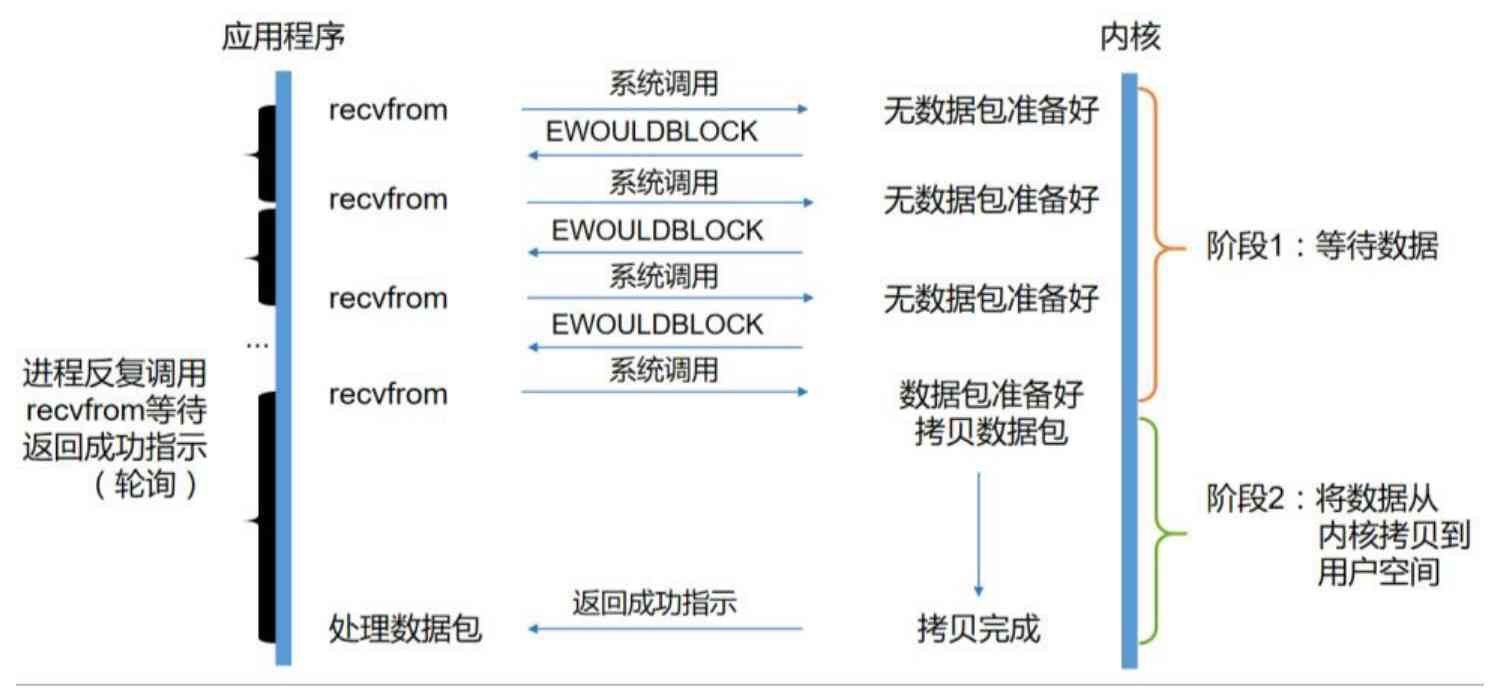 应用程序
内核
系统调用
recvfrom
无数据包准备好
EWOULDBLOCK
系统调用
recvfrom
无数据包准备好
EWOULDBLOCK
阶段1：等待数据
系统调用
recvfrom
无数据包准备好
EWOULDBLOCK
...
系统调用
recvfrom
数据包准备好
拷贝数据包
进程反复调用
recvfrom等待
返回成功指示
（轮询）
阶段2：将数据从
内核拷贝到
用户空间
返回成功指示
处理数据包
拷贝完成